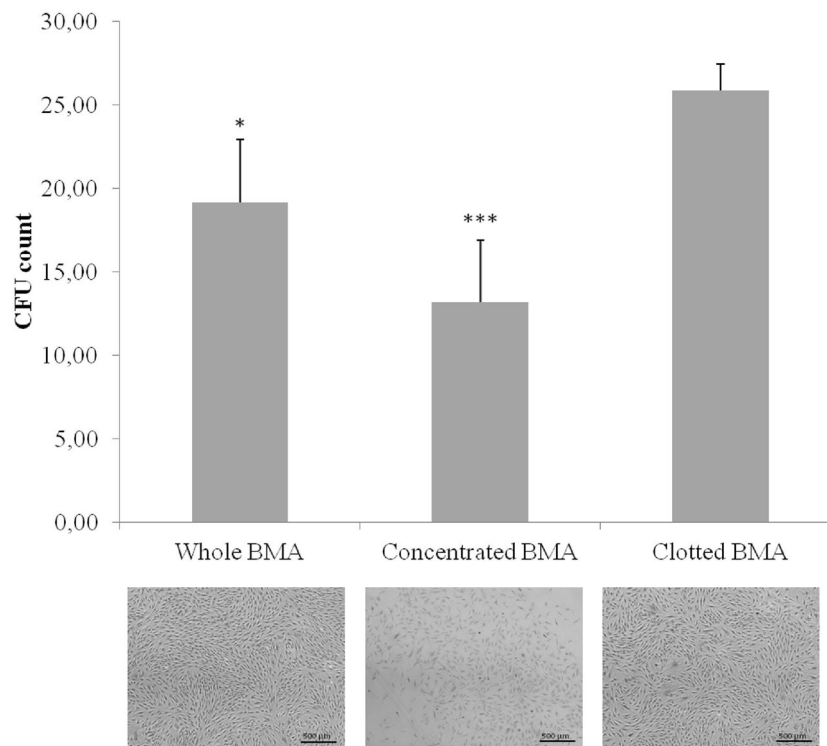 30,00
25,00
20,00
15,00
10,00
5,00
0,00
CFU count
*
***
Whole BMA
Concentrated BMA
Clotted BMA
500 µm
500 µm
500 µm